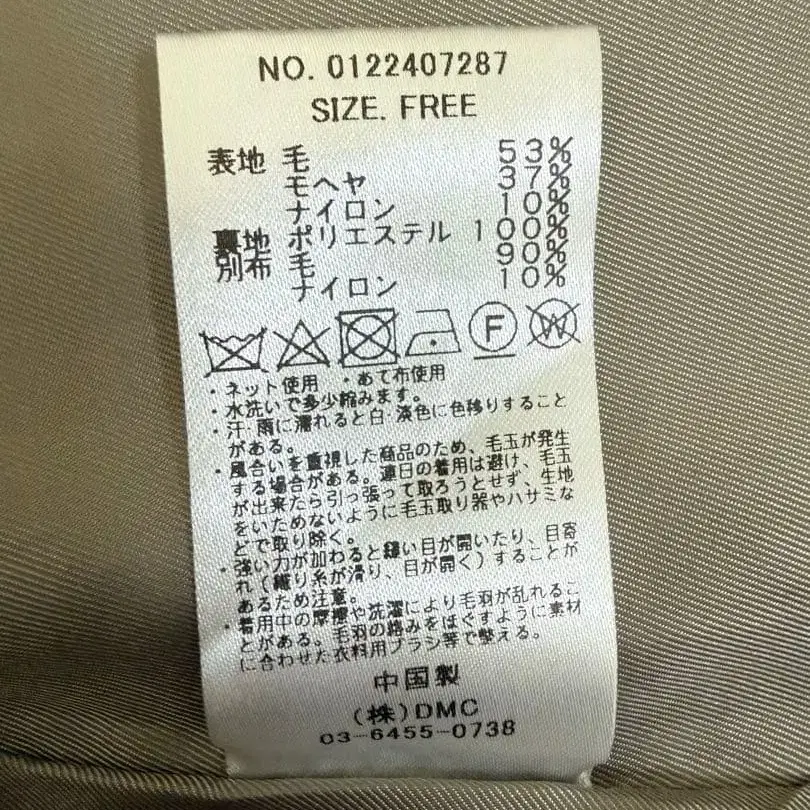 NO. 0122407287
SIZE. FREE
表地 毛 53%
モヘヤ 37%
ナイロン 10%
裏地 ポリエステル 100%
別布 毛 90%
ナイロン 10%
F W
・ネット使用 ・あて布使用
・水洗いで多少縮みます。
・汗・雨に濡れると白・淡色に色移りすること
がある。
・風合いを重視した商品のため、毛玉が発生
する場合がある。連日の着用は避け、毛玉
が出来たら引っ張って取ろうとせず、生地
をいためないように毛玉取り器やハサミな
どで取り除く。
・強い力が加わると縫い目が開いたり、目寄
れ(織り糸が滑り、目が開く)することが
あるため注意。
・着用中の摩擦や洗濯により毛羽が乱れるこ
とがある。毛羽の絡みをほぐすように素材
に合わせた衣料用ブラシ等で整える。
中国製
(株)DMC
03-6455-0738